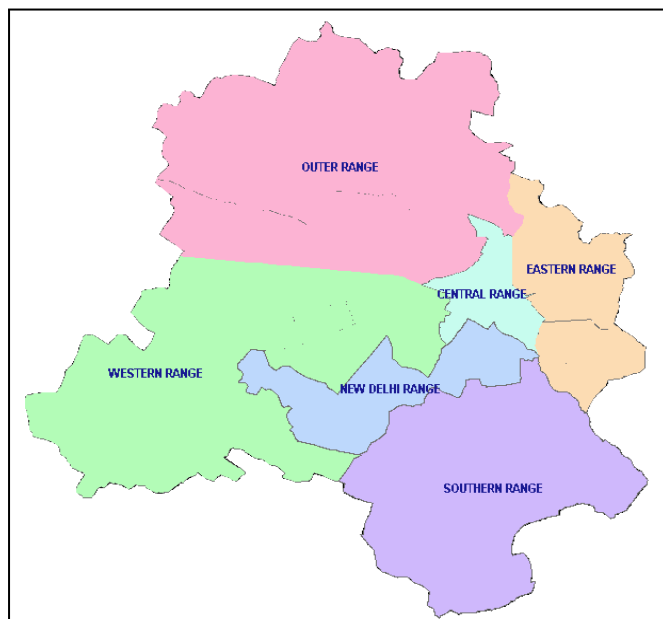 OUTER RANGE
EASTERN RANGE
CENTRAL RANGE
WESTERN RANGE
NEW DELHI RANGE
SOUTHERN RANGE